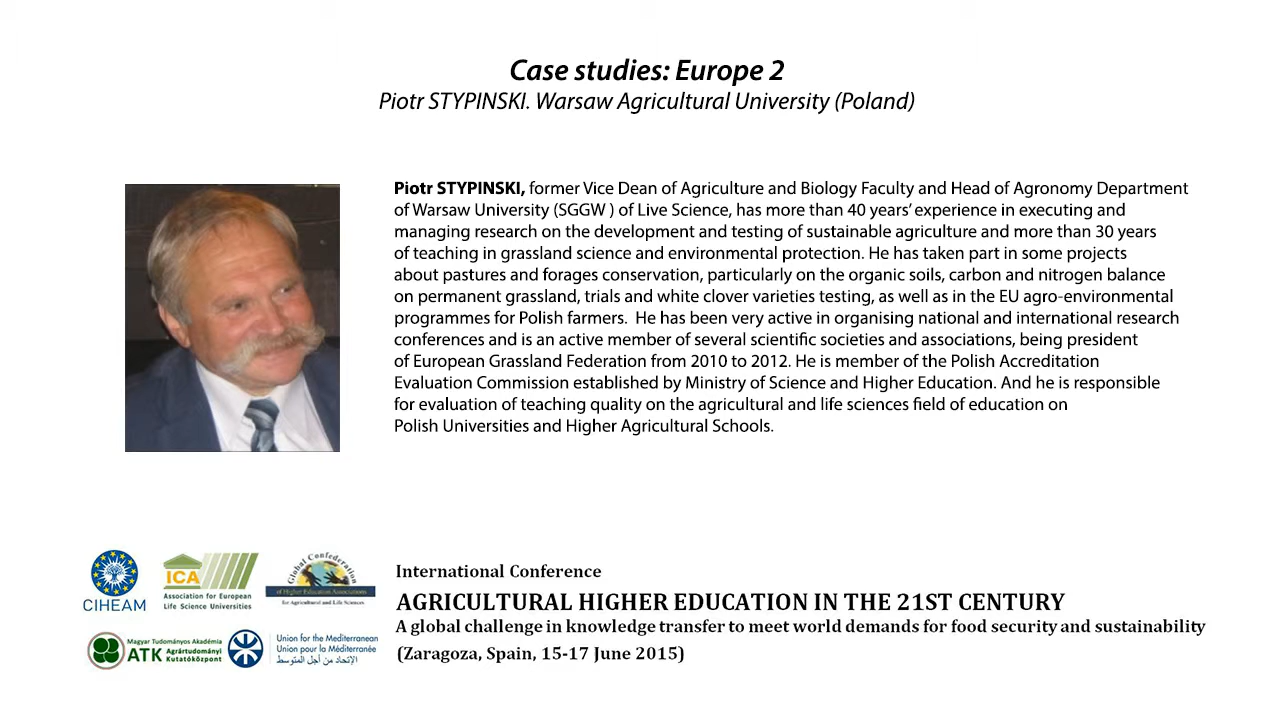 Case studies: Europe 2
Piotr STYPINSKI. Warsaw Agricultural University (Poland)
Piotr STYPINSKI, former Vice Dean of Agriculture and Biology Faculty and Head of Agronomy Department
of Warsaw University (SGGW ) of Live Science, has more than 40 years' experience in executing and
managing research on the development and testing of sustainable agriculture and more than 30 years
of teaching in grassland science and environmental protection. He has taken part in some projects
about pastures and forages conservation, particularly on the organic soils, carbon and nitrogen balance
on permanent grassland, trials and white clover varieties testing, as well as in the EU agro-environmental
programmes for Polish farmers. He has been very active in organising national and international research
conferences and is an active member of several scientific societies and associations, being president
of European Grassland Federation from 2010 to 2012. He is member of the Polish Accreditation
Evaluation Commission established by Ministry of Science and Higher Education. And he is responsible
for evaluation of teaching quality on the agricultural and life sciences field of education on
Polish Universities and Higher Agricultural Schools.
CIHEAM
ICA
Association for European
Life Science Universities
Global Confederation
of Higher Education Associations
for Agricultural and Life Sciences
Magyar Tudományos Akadémia
ATK Agrártudományi
Kutatóközpont
Union for the Mediterranean
Union pour la Méditerranée
الإتحاد من أجل المتوسط
International Conference
AGRICULTURAL HIGHER EDUCATION IN THE 21ST CENTURY
A global challenge in knowledge transfer to meet world demands for food security and sustainability
(Zaragoza, Spain, 15-17 June 2015)